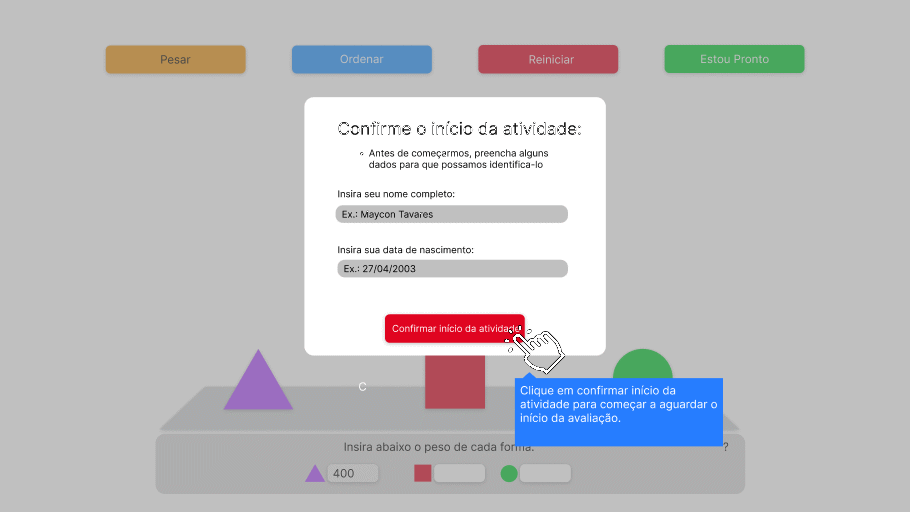 Pesar
Ordenar
Reiniciar
Estou Pronto
Confirme o início da atividade:
Antes de começarmos, preencha alguns
dados para que possamos identifica-lo
Insira seu nome completo:
Ex.: Maycon Tavares
Insira sua data de nascimento:
Ex.: 27/04/2003
Confirmar início da atividade
C
Clique em confirmar início da
atividade para começar a aguardar o
início da avaliação.
Insira abaixo o peso de cada forma.
?
400